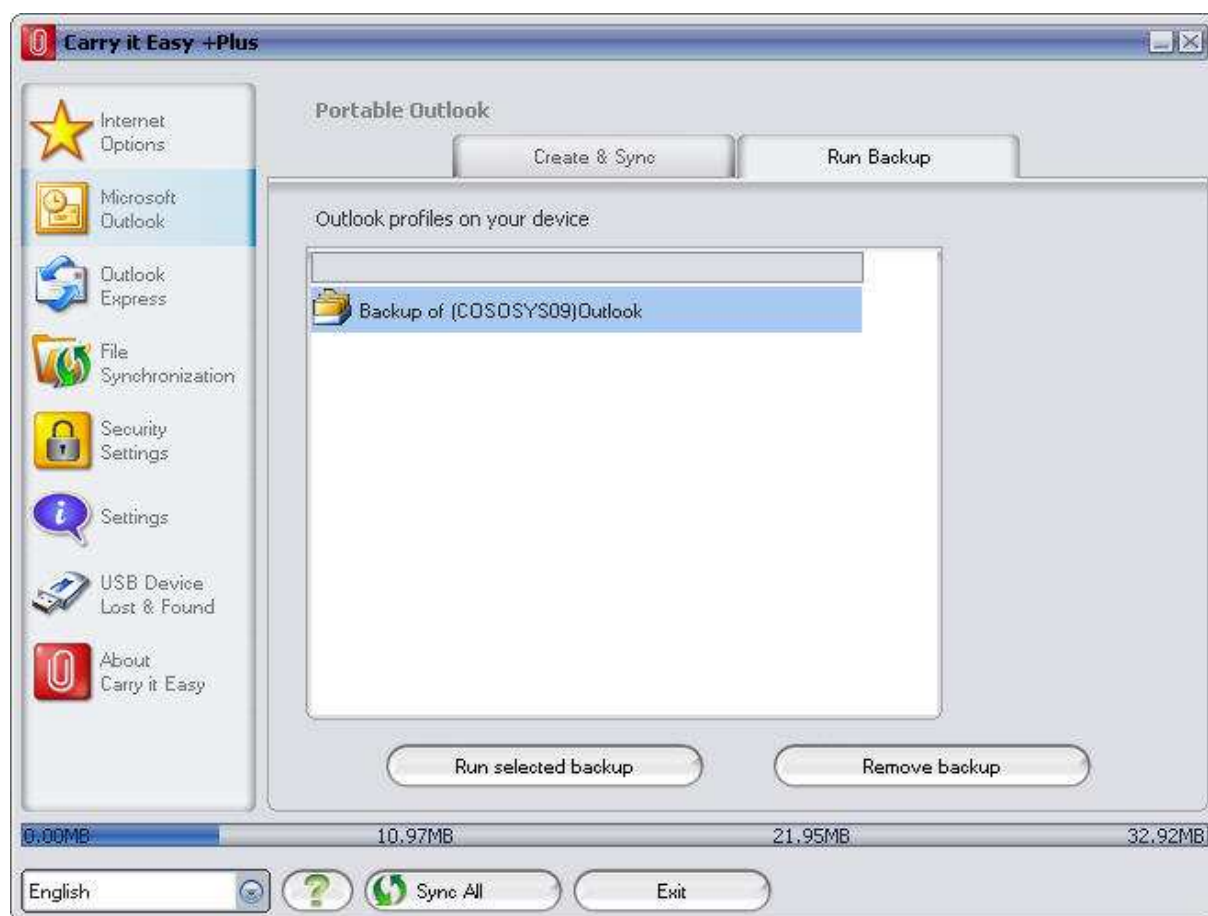 Carry it Easy +Plus
Internet
Options
Microsoft
Outlook
Outlook
Express
File
Synchronization
Security
Settings
Settings
USB Device
Lost & Found
About
Carry it Easy
Portable Outlook
Create & Sync
Run Backup
Outlook profiles on your device
Backup of (COSOSYS09)Outlook
Run selected backup
Remove backup
0.00MB
10.97MB
21.95MB
32.92MB
English
?
Sync All
Exit